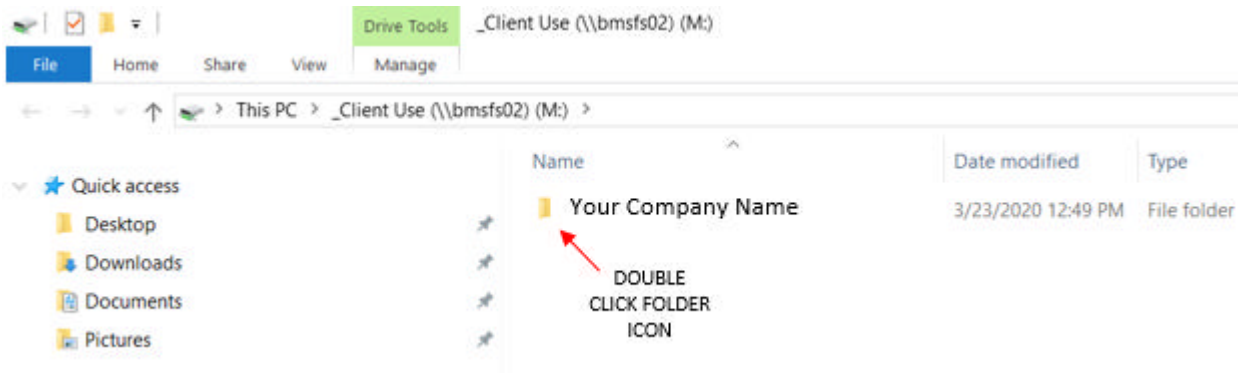 Drive Tools _Client Use (\\bmsfs02) (M:)
File Home Share View Manage
This PC > _Client Use (\\bmsfs02) (M:) >
Name Date modified Type
Quick access
Your Company Name 3/23/2020 12:49 PM File folder
Desktop
Downloads
Documents
Pictures
DOUBLE
CLICK FOLDER
ICON